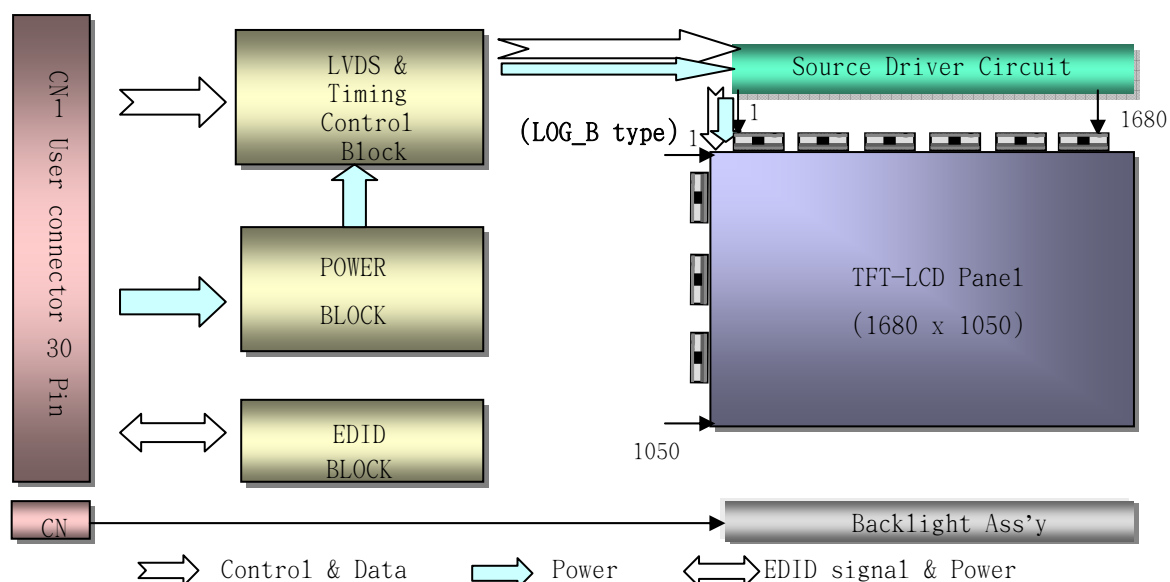 CN-1 User connector 30 Pin
LVDS &
Timing
Control
Block
POWER
BLOCK
EDID
BLOCK
Source Driver Circuit
(LOG_B type)
1
1
1680
TFT-LCD Panel
(1680 x 1050)
1050
CN
Backlight Ass'y
Control & Data
Power
EDID signal & Power